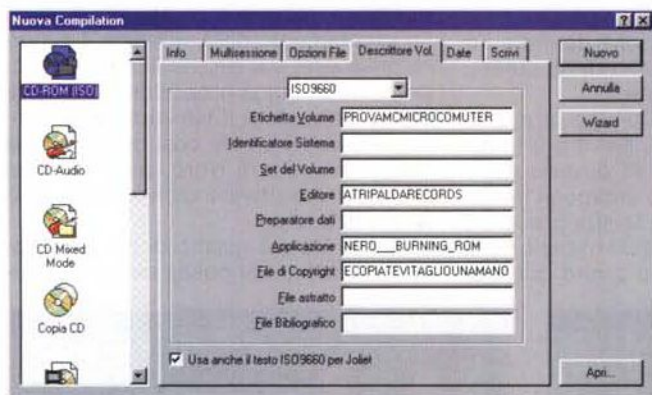 Nuova Compilation
Info
Multisessione
Opzioni File
Descrittore Vol.
Date
Scrivi
CD-ROM (ISO)
CD-Audio
CD Mixed
Mode
Copia CD
ISO9660
Etichetta Volume PROVAMCMICROCOMUTER
Identificatore Sistema
Set del Volume
Editore ATRIPALDARECORDS
Preparatore dati
Applicazione NERO___BURNING_ROM
File di Copyright ECOPIATEVITAGLIOUNAMANO
File astratto
File Bibliografico
Usa anche il testo ISO9660 per Joliet
Nuovo
Annulla
Wizard
Apri...